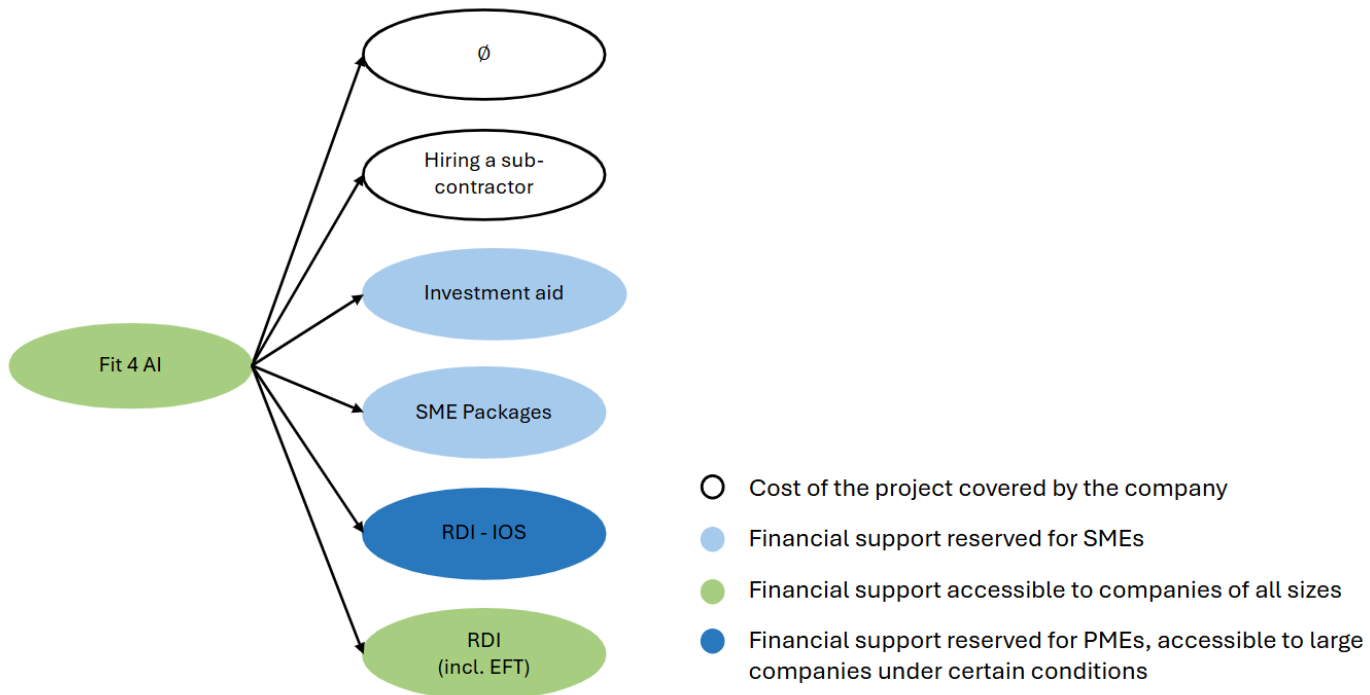 Ø
Hiring a sub-
contractor
Investment aid
Fit 4 AI
SME Packages
RDI - IOS
RDI
(incl. EFT)
Cost of the project covered by the company
Financial support reserved for SMEs
Financial support accessible to companies of all sizes
Financial support reserved for PMEs, accessible to large
companies under certain conditions